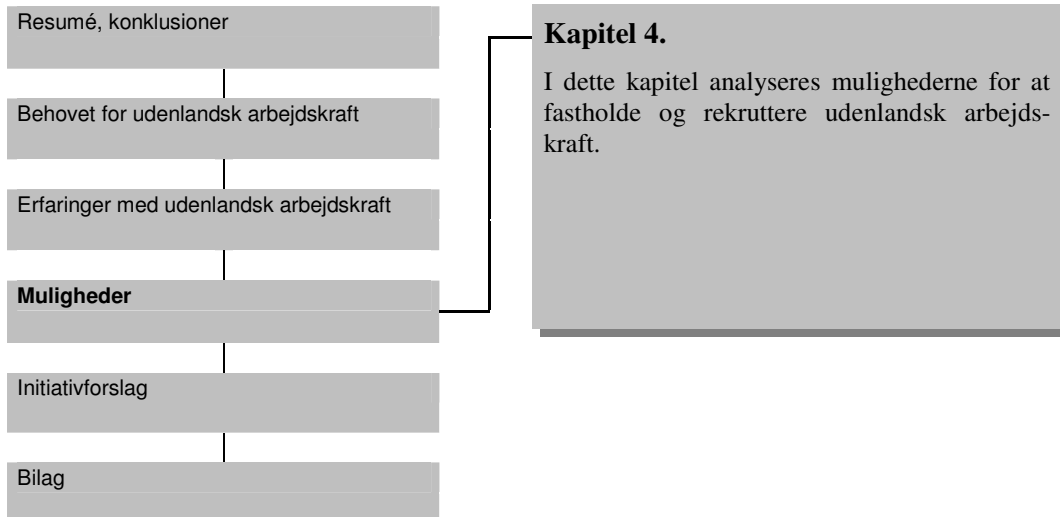 Resumé, konklusioner
Behovet for udenlandsk arbejdskraft
Erfaringer med udenlandsk arbejdskraft
Muligheder
Initiativforslag
Bilag
Kapitel 4.
I dette kapitel analyseres mulighederne for at
fastholde og rekruttere udenlandsk arbejds-
kraft.